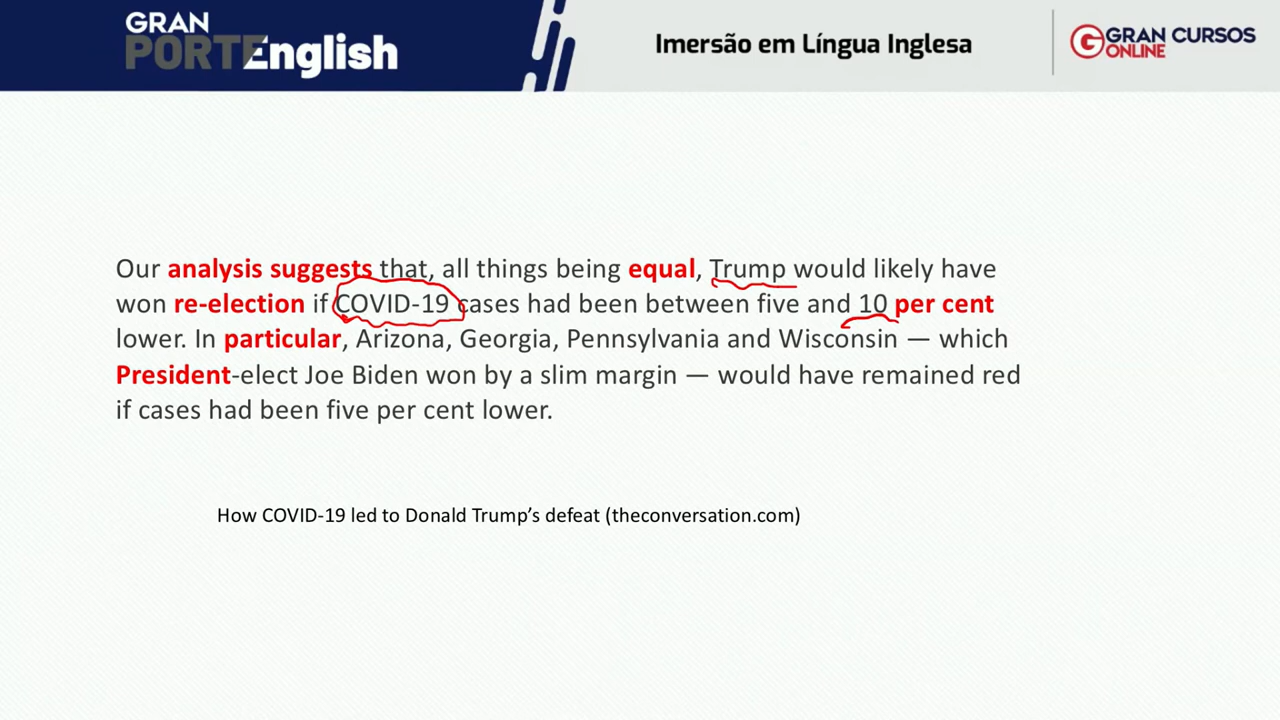 GRAN
PORTEnglish
Imersão em Língua Inglesa
GRAN CURSOS
ONLINE
Our analysis suggests that, all things being equal, Trump would likely have
won re-election if COVID-19 cases had been between five and 10 per cent
lower. In particular, Arizona, Georgia, Pennsylvania and Wisconsin — which
President-elect Joe Biden won by a slim margin — would have remained red
if cases had been five per cent lower.
How COVID-19 led to Donald Trump’s defeat (theconversation.com)